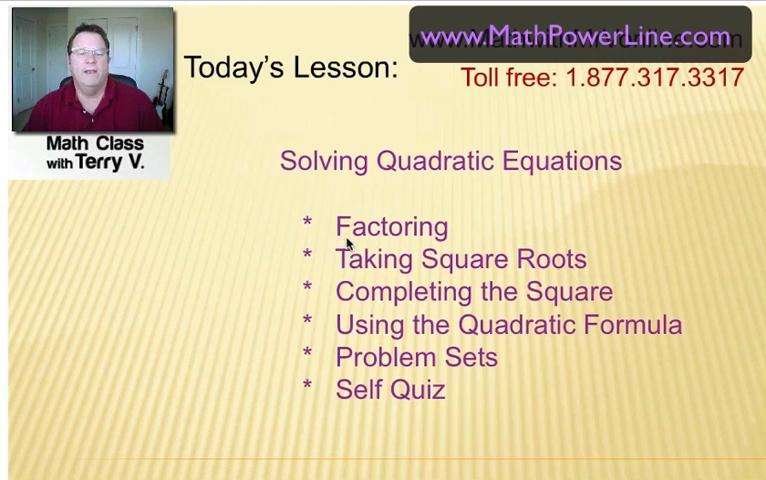 www.MathPowerLine.com
Today's Lesson:
Toll free: 1.877.317.3317
Math Class
with Terry V.
Solving Quadratic Equations
* Factoring
* Taking Square Roots
* Completing the Square
* Using the Quadratic Formula
* Problem Sets
* Self Quiz